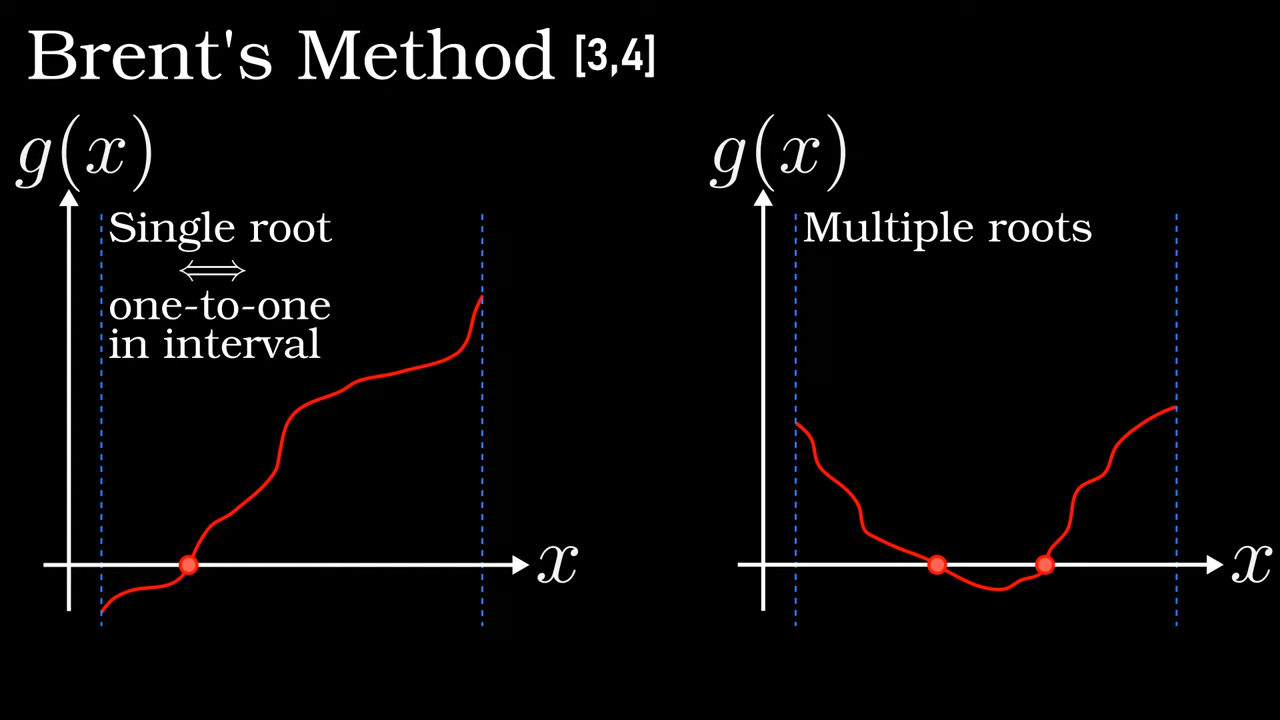 Brent's Method [3,4]
g(x)
Single root
⟺
one-to-one
in interval
x
g(x)
Multiple roots
x